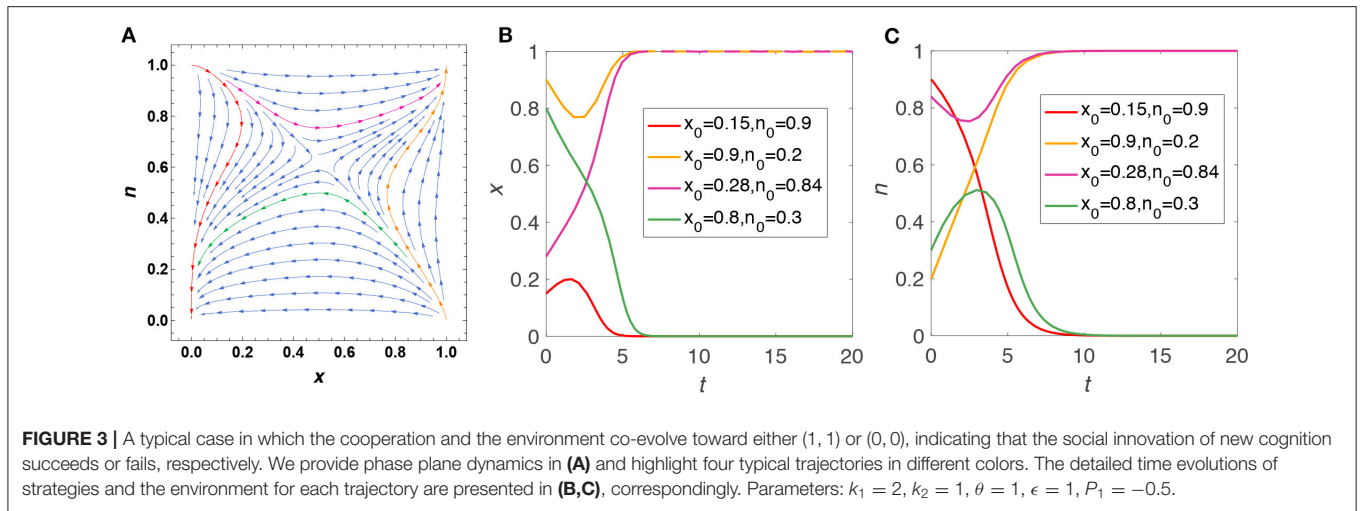 A
n
1.0
0.8
0.6
0.4
0.2
0.0
0.0 0.2 0.4 0.6 0.8 1.0
x
B
x
1
0.8
0.6
0.4
0.2
0
0 5 10 15 20
t
x0=0.15,n0=0.9
x0=0.9,n0=0.2
x0=0.28,n0=0.84
x0=0.8,n0=0.3
C
n
1
0.8
0.6
0.4
0.2
0
0 5 10 15 20
t
x0=0.15,n0=0.9
x0=0.9,n0=0.2
x0=0.28,n0=0.84
x0=0.8,n0=0.3
FIGURE 3 | A typical case in which the cooperation and the environment co-evolve toward either (1, 1) or (0, 0), indicating that the social innovation of new cognition
succeeds or fails, respectively. We provide phase plane dynamics in (A) and highlight four typical trajectories in different colors. The detailed time evolutions of
strategies and the environment for each trajectory are presented in (B,C), correspondingly. Parameters: k1 = 2, k2 = 1, θ = 1, ϵ = 1, P1 = −0.5.